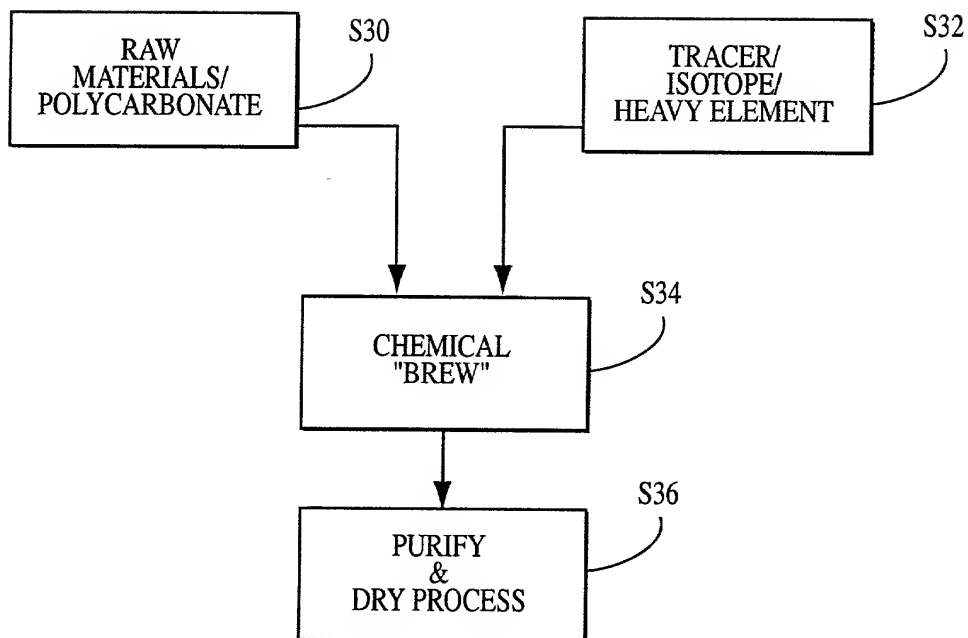 S30
RAW
MATERIALS/
POLYCARBONATE
S32
TRACER/
ISOTOPE/
HEAVY ELEMENT
S34
CHEMICAL
"BREW"
S36
PURIFY
&
DRY PROCESS